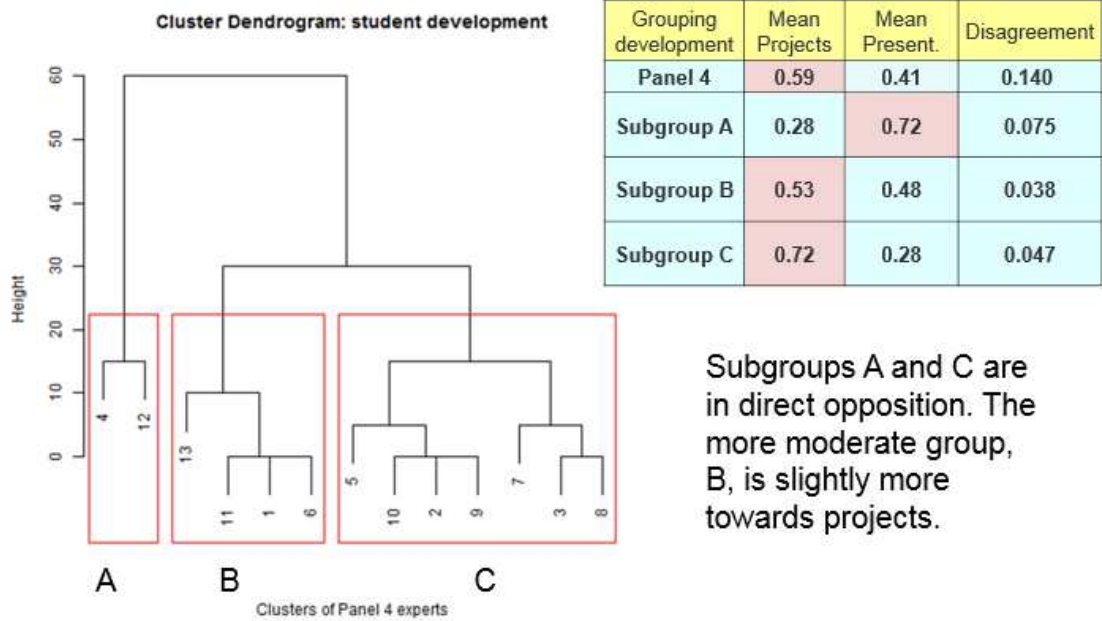 Cluster Dendrogram: student development
Height
60
50
40
30
20
10
0
4
12
13
11
1
6
5
10
2
9
7
3
8
A
B
C
Clusters of Panel 4 experts
Grouping development Mean Projects Mean Present. Disagreement
Panel 4 0.59 0.41 0.140
Subgroup A 0.28 0.72 0.075
Subgroup B 0.53 0.48 0.038
Subgroup C 0.72 0.28 0.047
Subgroups A and C are
in direct opposition. The
more moderate group,
B, is slightly more
towards projects.